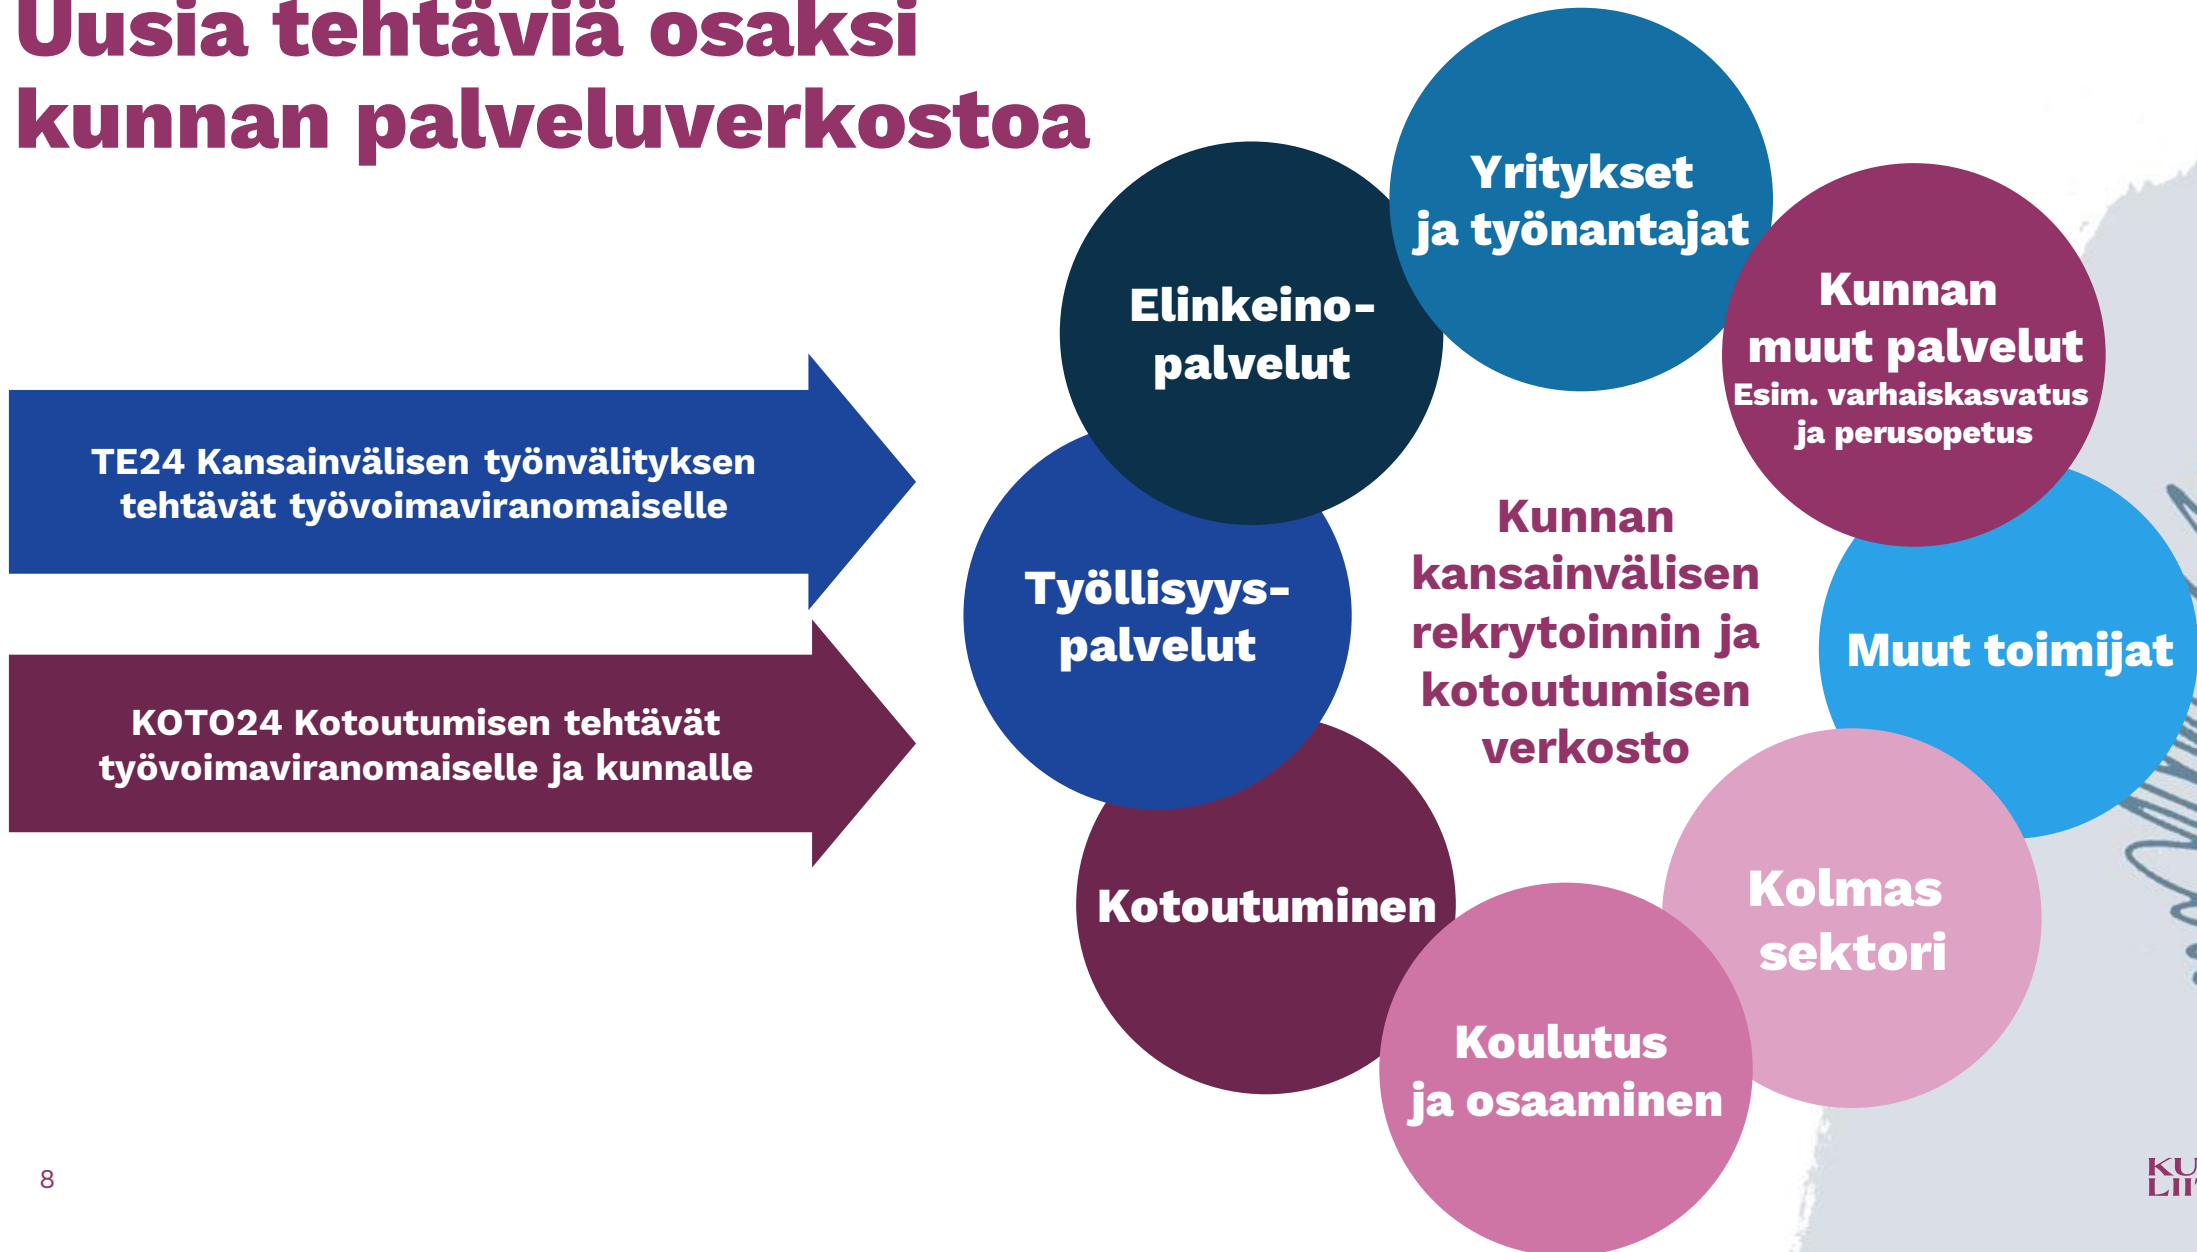 Uusia tehtäviä osaksi
kunnan palveluverkostoa
TE24 Kansainvälisen työnvälityksen
tehtävät työvoimaviranomaiselle
KOTO24 Kotoutumisen tehtävät
työvoimaviranomaiselle ja kunnalle
Elinkeino-
palvelut
Yritykset
ja työnantajat
Kunnan
muut palvelut
Esim. varhaiskasvatus
ja perusopetus
Työllisyys-
palvelut
Kunnan
kansainvälisen
rekrytoinnin ja
kotoutumisen
verkosto
Muut toimijat
Kotoutuminen
Kolmas
sektori
Koulutus
ja osaaminen
8